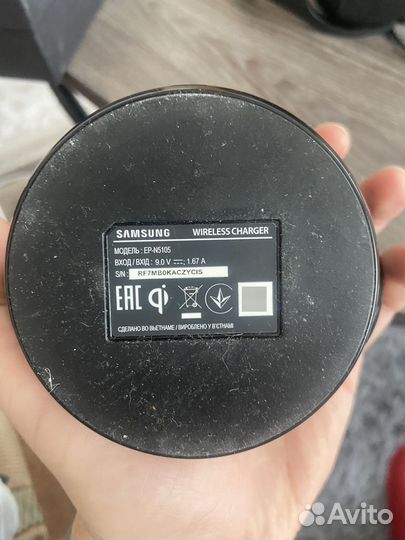 SAMSUNG WIRELESS CHARGER
МОДЕЛЬ: EP-N5105
ВХОД / ВХІД : 9.0 V ⎓ 1.67 A
S/N : RF7MB0KACZYCIS
EAC qi
СДЕЛАНО ВО ВЬЕТНАМЕ / ВИРОБЛЕНО У В'ЄТНАМІ
Avito